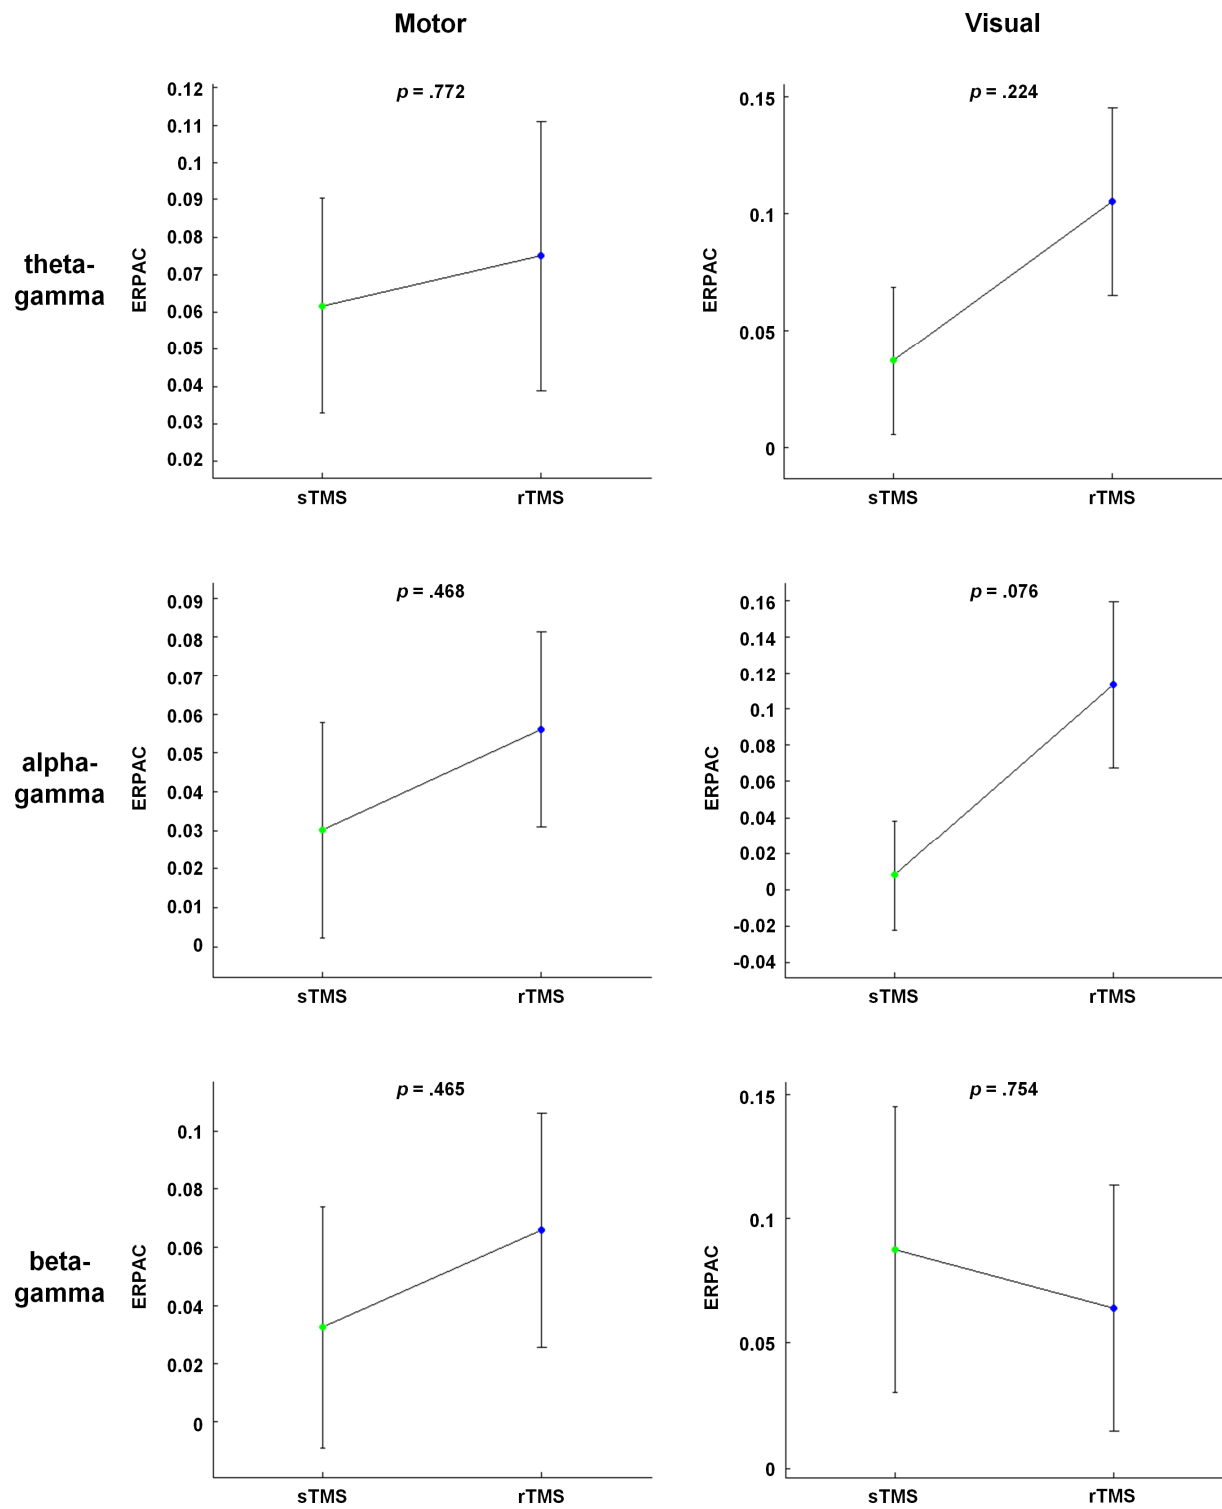 Motor
Visual
theta-
gamma
ERPAC
p = .772
0.12
0.11
0.1
0.09
0.08
0.07
0.06
0.05
0.04
0.03
0.02
sTMS
rTMS
ERPAC
p = .224
0.15
0.1
0.05
0
sTMS
rTMS
alpha-
gamma
ERPAC
p = .468
0.09
0.08
0.07
0.06
0.05
0.04
0.03
0.02
0.01
0
sTMS
rTMS
ERPAC
p = .076
0.16
0.14
0.12
0.1
0.08
0.06
0.04
0.02
0
-0.02
-0.04
sTMS
rTMS
beta-
gamma
ERPAC
p = .465
0.1
0.08
0.06
0.04
0.02
0
sTMS
rTMS
ERPAC
p = .754
0.15
0.1
0.05
0
sTMS
rTMS